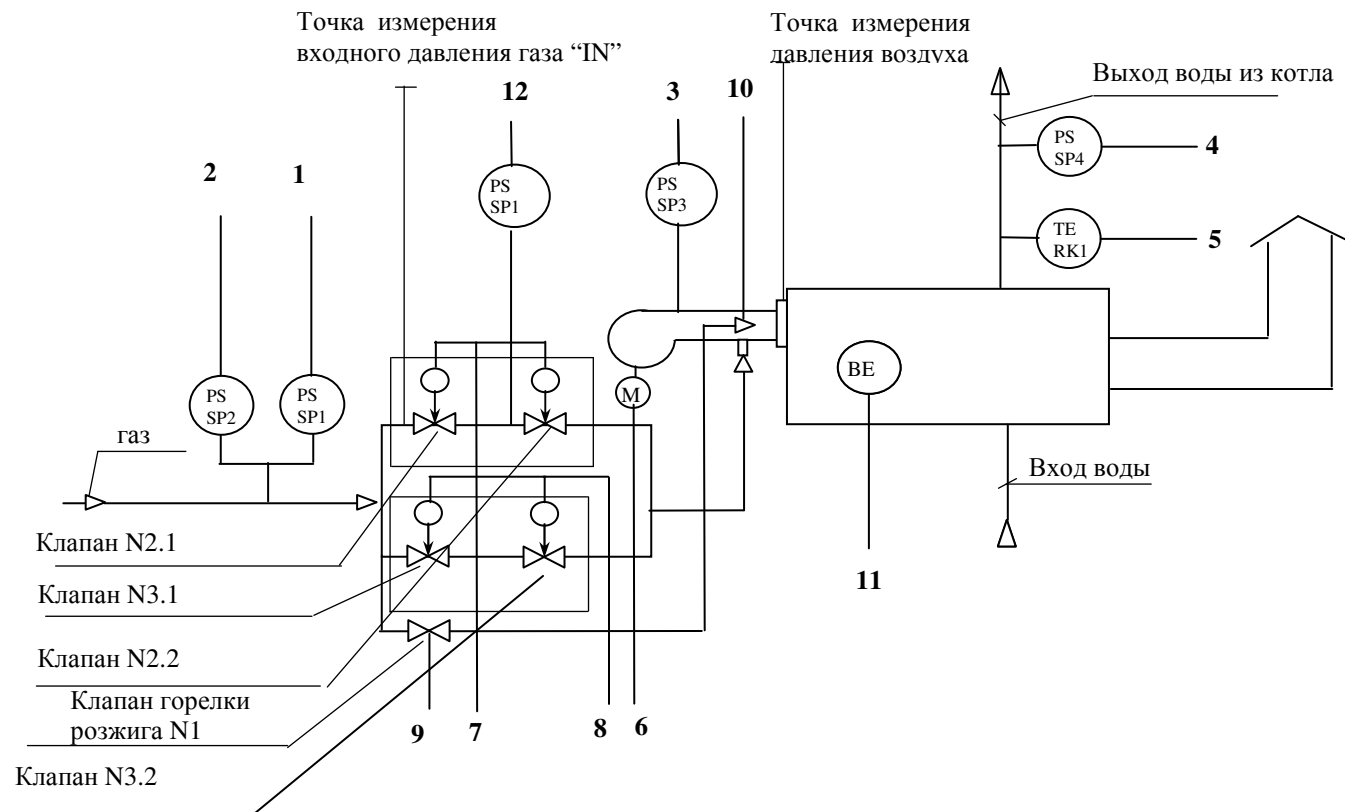 Точка измерения
входного давления газа “IN”
Точка измерения
давления воздуха
Выход воды из котла
12
3
10
PS
SP4
4
2
1
PS
SP1
PS
SP3
TE
RK1
5
PS
SP2
PS
SP1
M
BE
газ
Вход воды
Клапан N2.1
Клапан N3.1
11
Клапан N2.2
Клапан горелки
розжига N1
9
7
8
6
Клапан N3.2